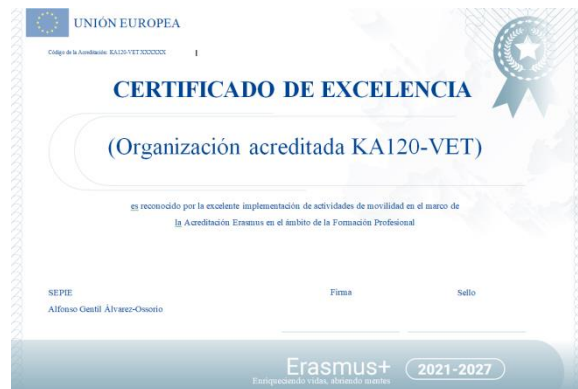 UNIÓN EUROPEA
Código de la Acreditación: KA120-VET XXXXXX 1
CERTIFICADO DE EXCELENCIA
(Organización acreditada KA120-VET)
es reconocido por la excelente implementación de actividades de movilidad en el marco de
la Acreditación Erasmus en el ámbito de la Formación Profesional
SEPIE Firma Sello
Alfonso Gentil Álvarez-Ossorio
Erasmus+ 2021-2027
Enriqueciendo vidas, abriendo mentes